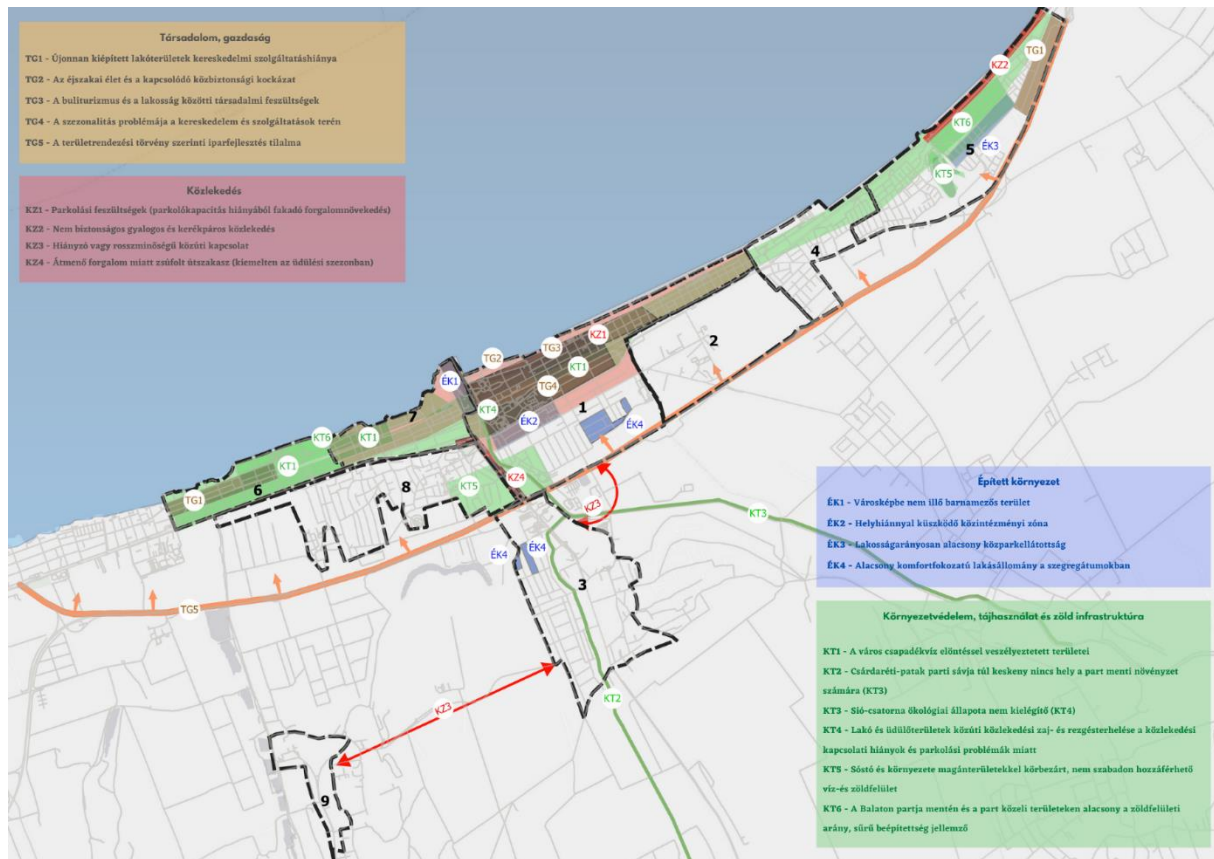 Társadalom, gazdaság
TG1 - Újonnan kiépített lakóterületek kereskedelmi szolgáltatáshiánya
TG2 - Az éjszakai élet és a kapcsolódó közbiztonsági kockázat
TG3 - A buliturizmus és a lakosság közötti társadalmi feszültségek
TG4 - A szezonalitás problémája a kereskedelem és szolgáltatások terén
TG5 - A területrendezési törvény szerinti iparfejlesztés tilalma
Közlekedés
KZ1 - Parkolási feszültségek (parkolókapacitás hiányából fakadó forgalomnövekedés)
KZ2 - Nem biztonságos gyalogos és kerékpáros közlekedés
KZ3 - Hiányzó vagy rosszminőségű közúti kapcsolat
KZ4 - Átmenő forgalom miatt zsúfolt útszakasz (kiemelten az üdülési szezonban)
TG1
KZ2
KT6
5
ÉK3
KT5
4
2
KZ1
TG3
TG2
KT1
TG4
ÉK1
7
KT4
1
ÉK2
ÉK4
KT6
KT1
KT1
6
TG1
8
KT5
KZ4
KZ3
KT3
ÉK4
ÉK4
3
TG5
KT2
KZ3
9
Épített környezet
ÉK1 - Városképbe nem illő barnamezős terület
ÉK2 - Helyhiánnyal küszködő közintézményi zóna
ÉK3 - Lakosságarányosan alacsony közparkellátottság
ÉK4 - Alacsony komfortfokozatú lakásállomány a szegregátumokban
Környezetvédelem, tájhasználat és zöld infrastruktúra
KT1 - A város csapadékvíz elöntéssel veszélyeztetett területei
KT2 - Csárdaréti-patak parti sávja túl keskeny nincs hely a part menti növényzet
számára (KT3)
KT3 - Sió-csatorna ökológiai állapota nem kielégítő (KT4)
KT4 - Lakó és üdülőterületek közúti közlekedési zaj- és rezgésterhelése a közlekedési
kapcsolati hiányok és parkolási problémák miatt
KT5 - Sóstó és környezete magánterületekkel körbezárt, nem szabadon hozzáférhető
víz-és zöldfelület
KT6 - A Balaton partja mentén és a part közeli területeken alacsony a zöldfelületi
arány, sűrű beépítettség jellemző